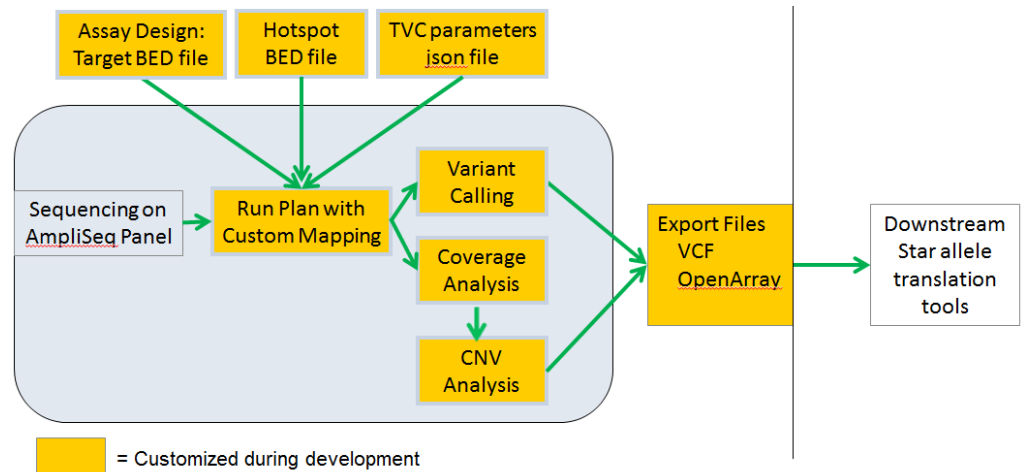 Assay Design:
Target BED file
Hotspot
BED file
TVC parameters
json file
Sequencing on
AmpliSeq Panel
Run Plan with
Custom Mapping
Variant
Calling
Coverage
Analysis
CNV
Analysis
Export Files
VCF
OpenArray
Downstream
Star allele
translation
tools
= Customized during development